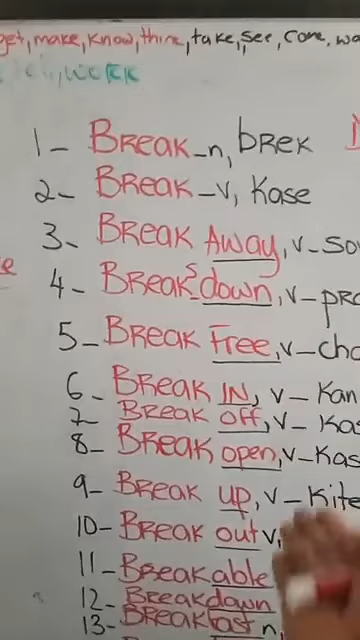 get, make, know, think, take, see, come, wa
work
1- Break -n, brek
2- Break -v, Kase
3- Break Away, v- so
4- Breaks down, v- pro
5- Break Free, v- cho
6- Break IN, v- Kan
7- Break off, v- Kas
8- Break open, v- Kas
9- Break up, v- Kite
10- Break out v,
11- Breakable
12- Breakdown
13- Breakfast n